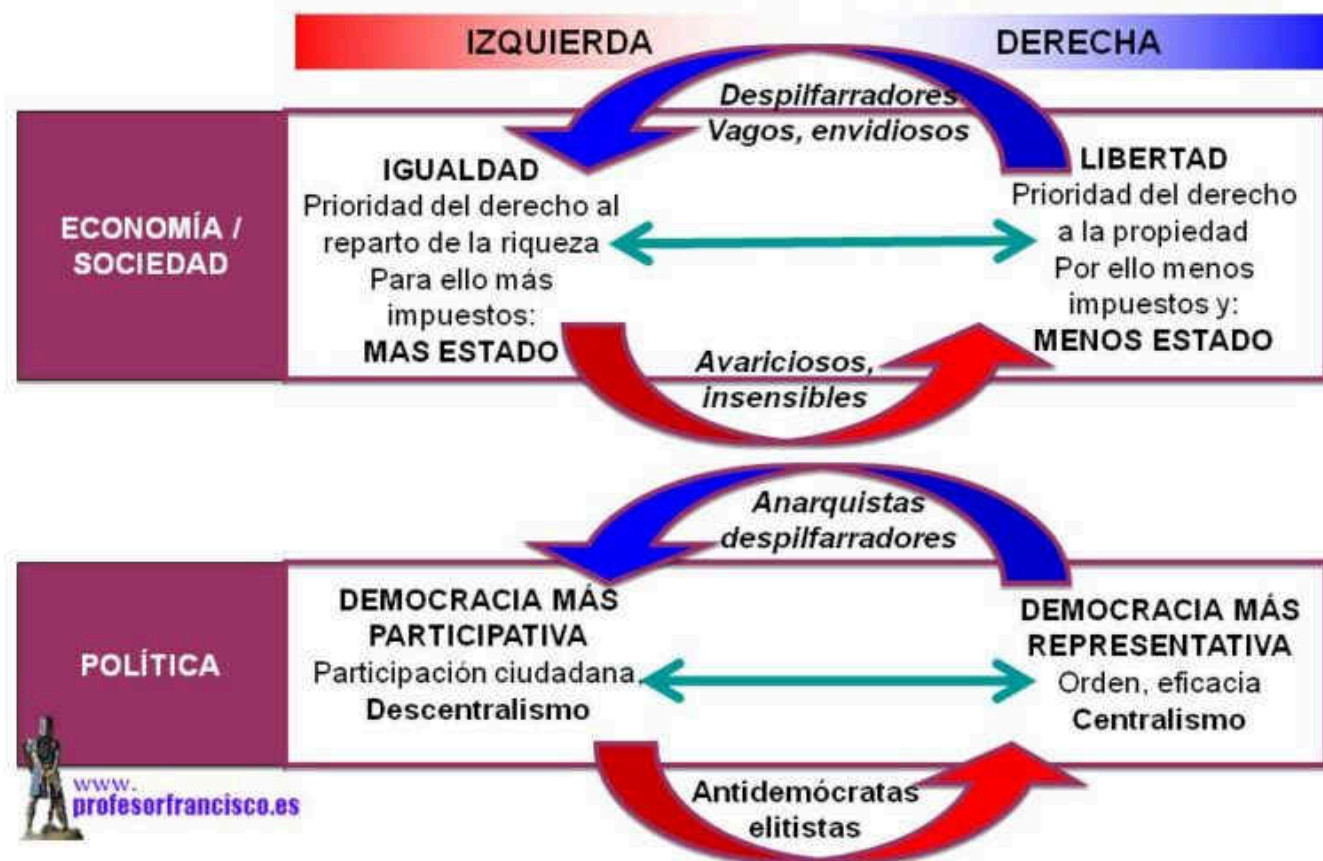 IZQUIERDA
DERECHA
Despilfarradores
Vagos, envidiosos
ECONOMÍA /
SOCIEDAD
IGUALDAD
Prioridad del derecho al
reparto de la riqueza
Para ello más
impuestos:
MAS ESTADO
LIBERTAD
Prioridad del derecho
a la propiedad
Por ello menos
impuestos y:
MENOS ESTADO
Avariciosos,
insensibles
Anarquistas
despilfarradores
POLÍTICA
DEMOCRACIA MÁS
PARTICIPATIVA
Participación ciudadana,
Descentralismo
DEMOCRACIA MÁS
REPRESENTATIVA
Orden, eficacia
Centralismo
Antidemócratas
elitistas
www.
profesorfrancisco.es